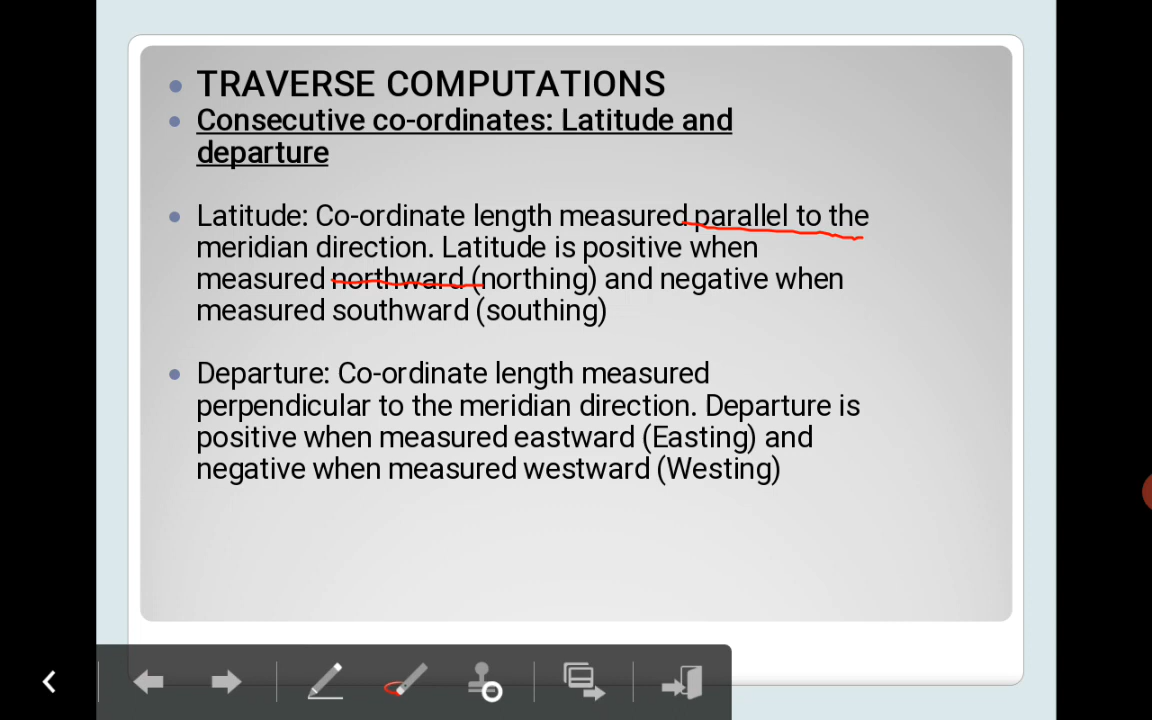 TRAVERSE COMPUTATIONS
Consecutive co-ordinates: Latitude and
departure
Latitude: Co-ordinate length measured parallel to the
meridian direction. Latitude is positive when
measured northward (northing) and negative when
measured southward (southing)
Departure: Co-ordinate length measured
perpendicular to the meridian direction. Departure is
positive when measured eastward (Easting) and
negative when measured westward (Westing)